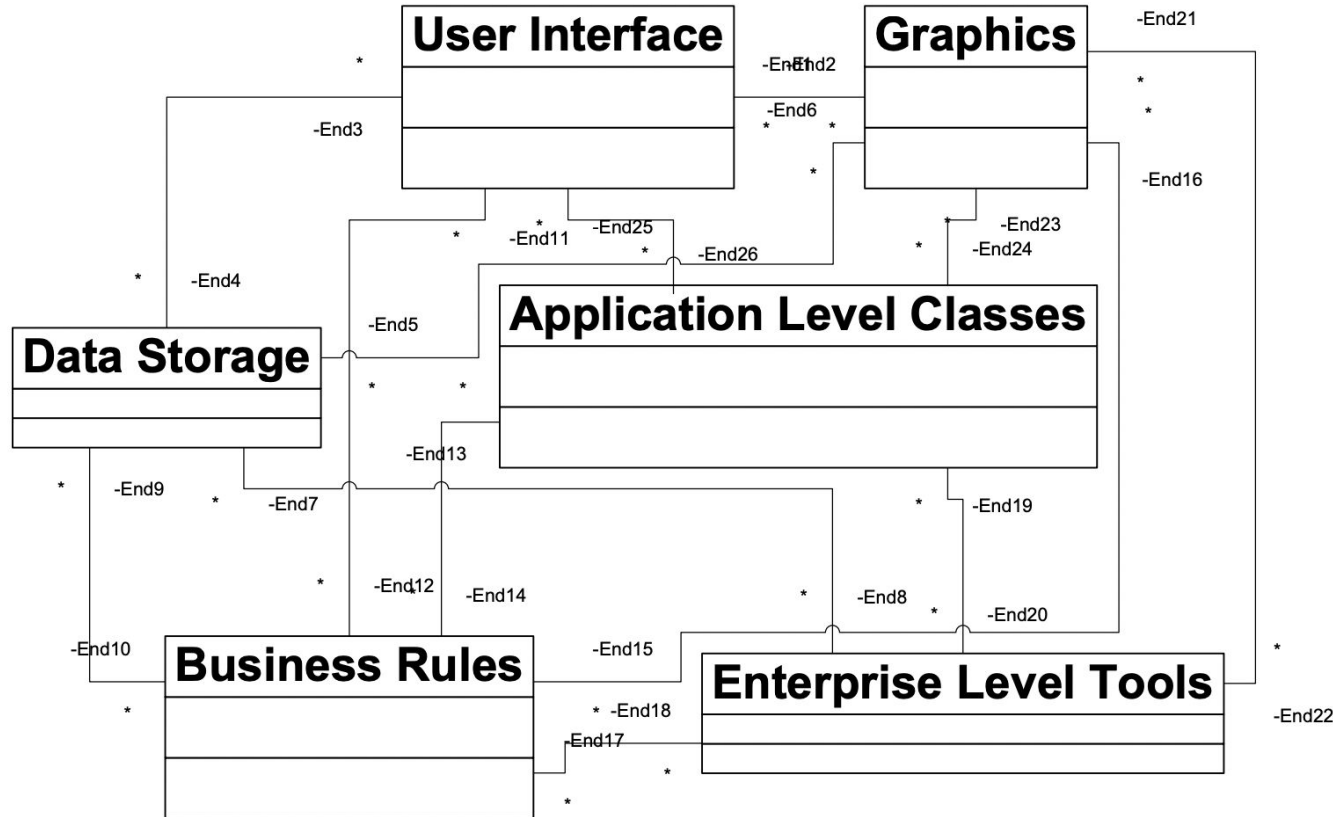 User Interface
Graphics
-End21
*
-End1
-End2
*
-End3
-End6
*
*
*
*
*
-End16
*
-End11
*
-End25
*
-End23
*
-End26
*
-End24
*
-End4
Application Level Classes
-End5
Data Storage
*
*
-End13
*
-End9
*
-End7
*
-End19
*
-End12
*
-End14
*
-End8
*
-End20
-End10
-End15
*
Business Rules
Enterprise Level Tools
*
*
-End18
-End22
-End17
*
*